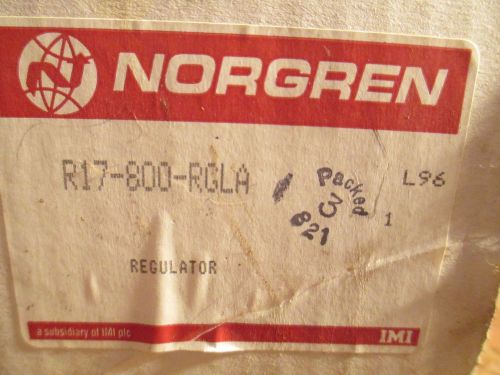 NORGREN
R17-800-RGLA
Packed
3
821
L96
1
REGULATOR
a subsidiary of IMI plc
IMI